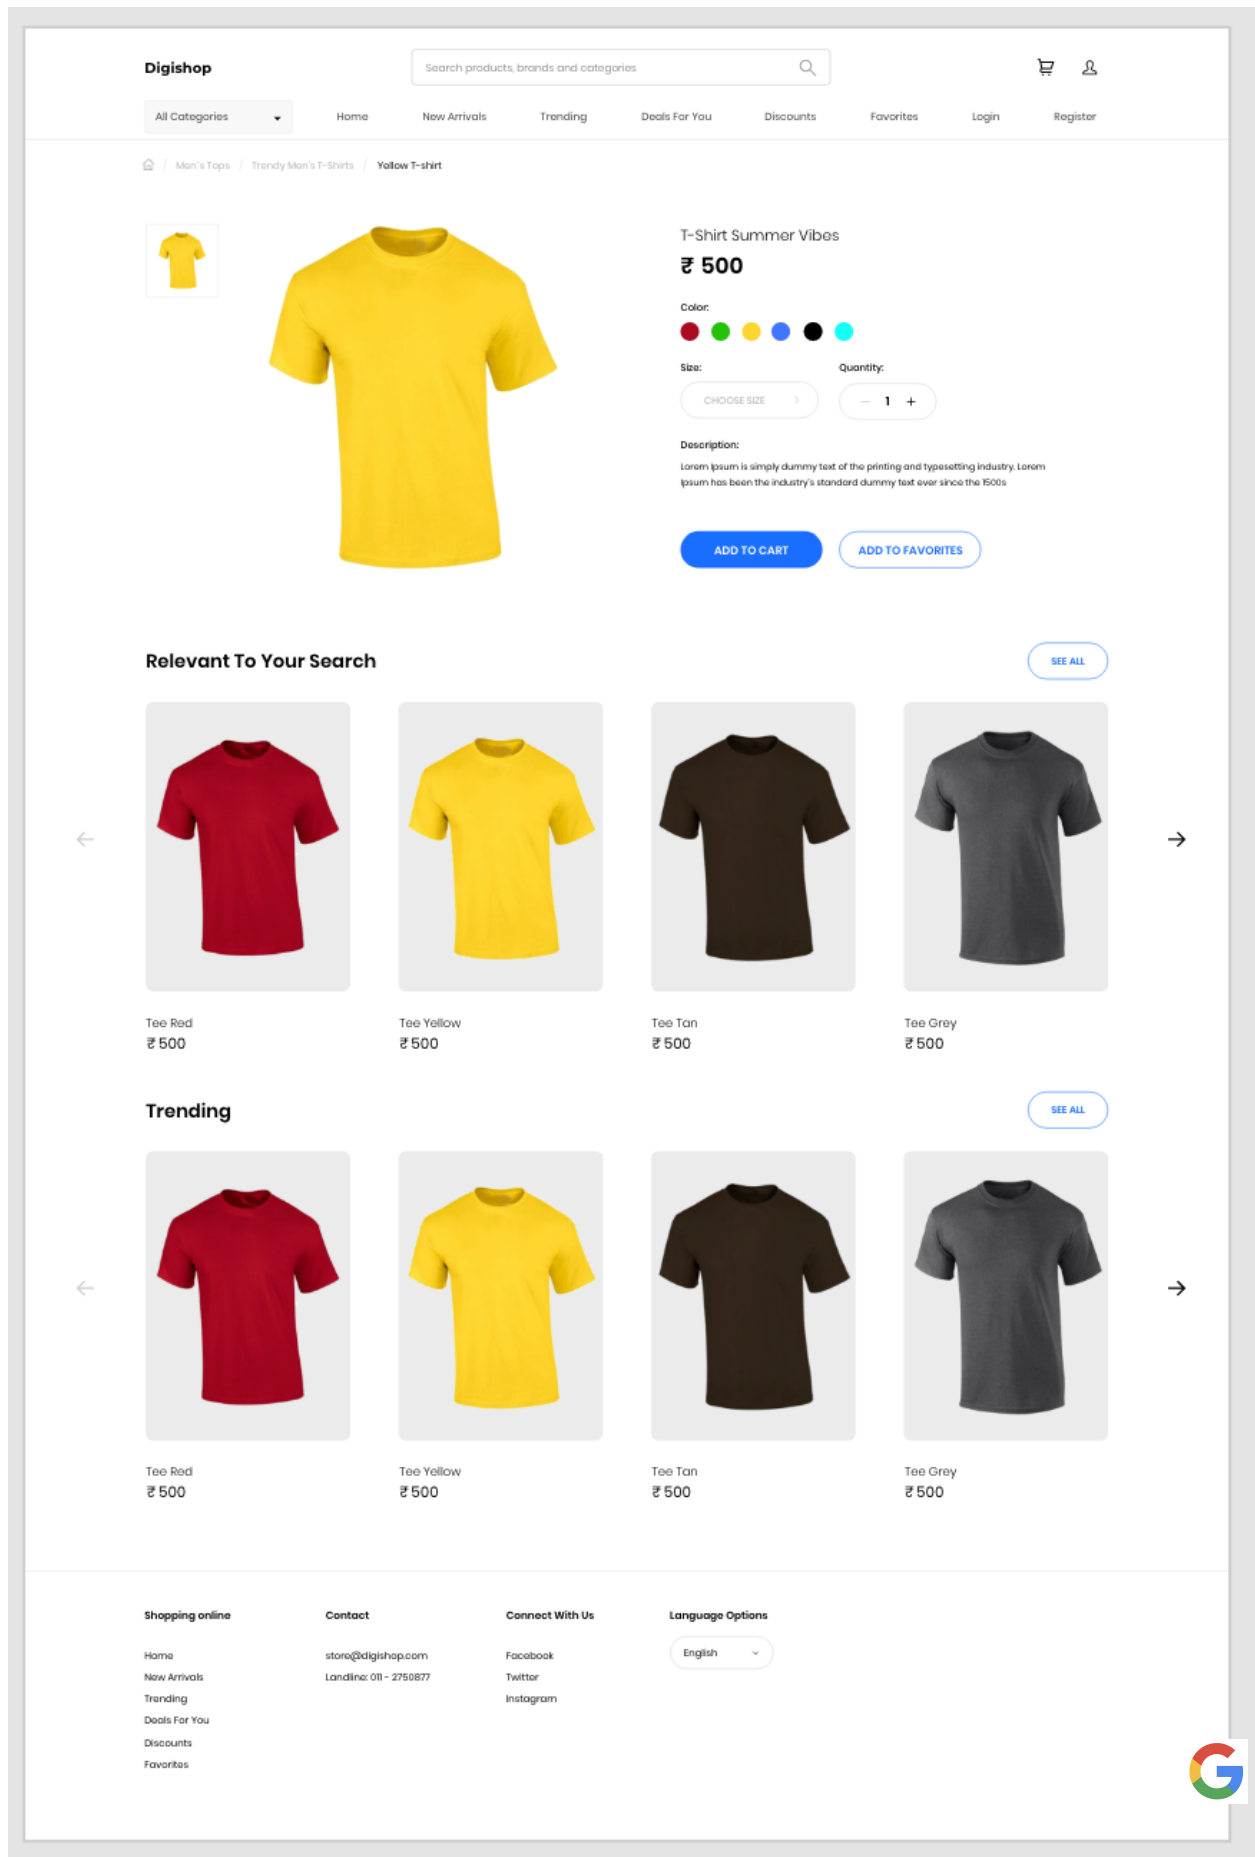 Digishop
Search products, brands and categories
All Categories
Home
New Arrivals
Trending
Deals For You
Discounts
Favorites
Login
Register
/ Men's Tops / Trendy Men's T-Shirts / Yellow T-shirt
T-Shirt Summer Vibes
₹ 500
Color:
Size:
Quantity:
CHOOSE SIZE
— 1 +
Description:
Lorem Ipsum is simply dummy text of the printing and typesetting industry. Lorem
Ipsum has been the industry's standard dummy text ever since the 1500s
ADD TO CART
ADD TO FAVORITES
Relevant To Your Search
SEE ALL
Tee Red
₹ 500
Tee Yellow
₹ 500
Tee Tan
₹ 500
Tee Grey
₹ 500
Trending
SEE ALL
Tee Red
₹ 500
Tee Yellow
₹ 500
Tee Tan
₹ 500
Tee Grey
₹ 500
Shopping online
Home
New Arrivals
Trending
Deals For You
Discounts
Favorites
Contact
store@digishop.com
Landline: 011 - 2750877
Connect With Us
Facebook
Twitter
Instagram
Language Options
English
G